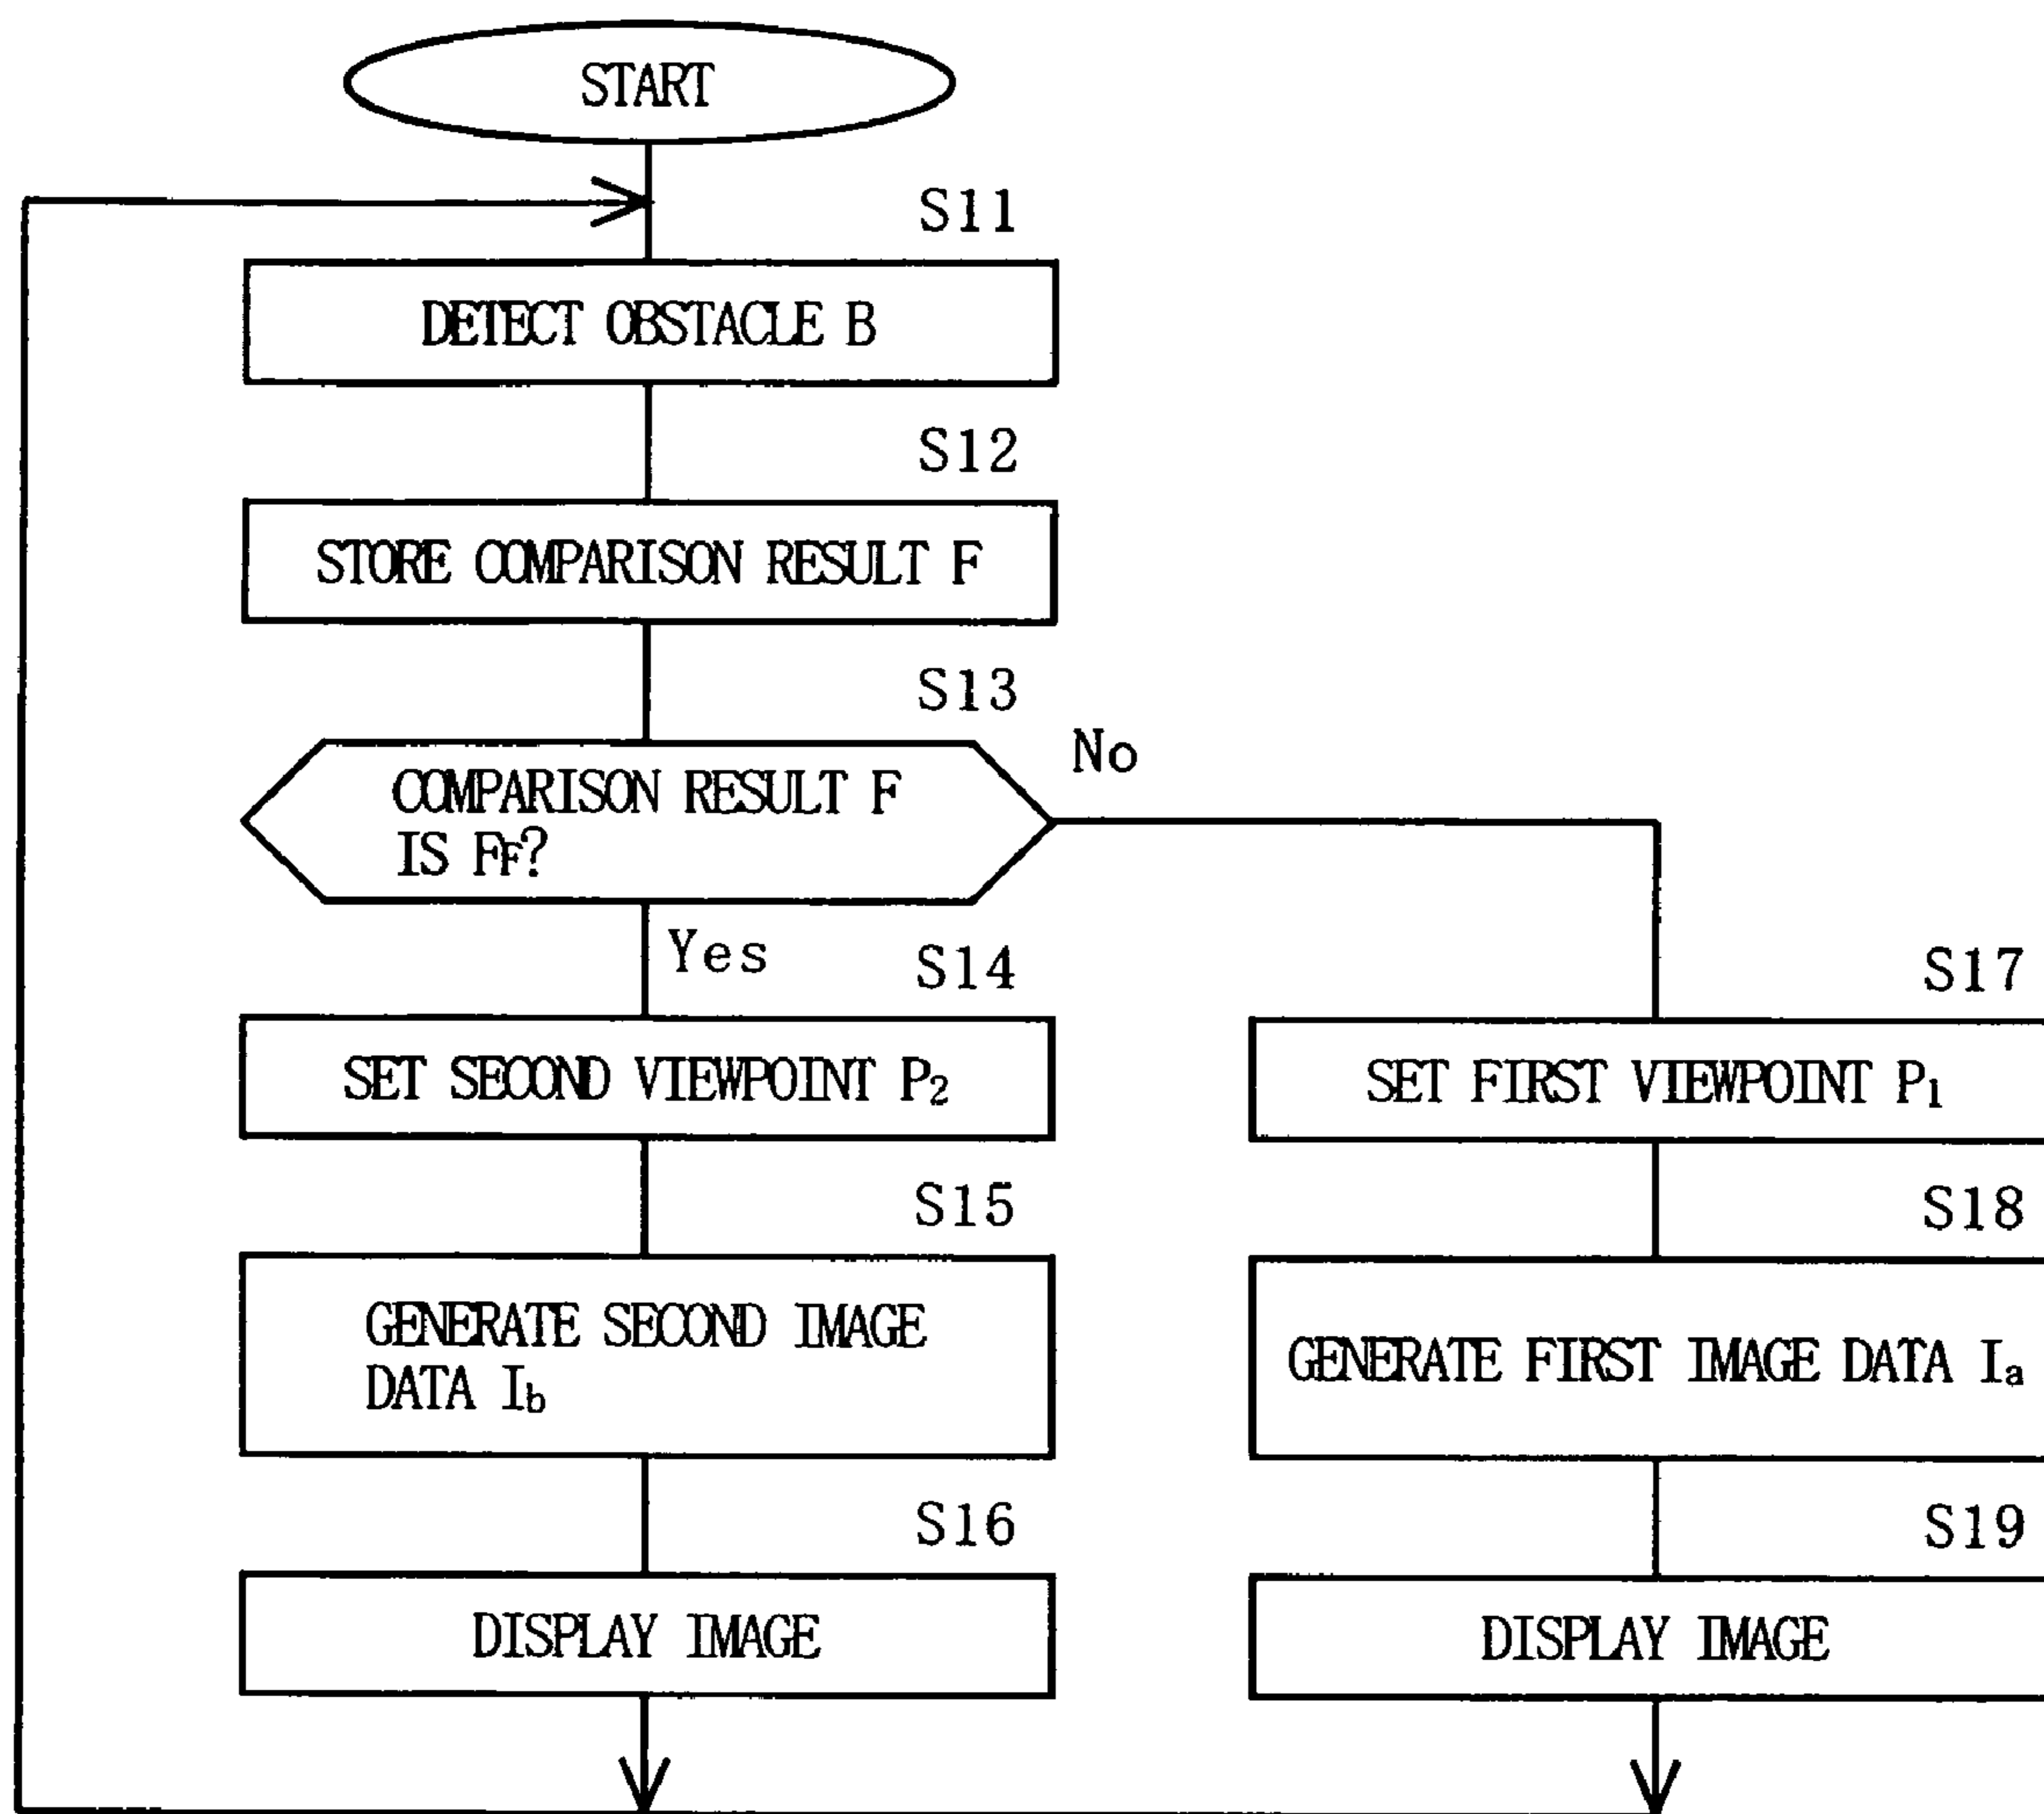 START
S11
DETECT OBSTACLE B
S12
STORE COMPARISON RESULT F
S13
COMPARISON RESULT F
IS FF?
No
Yes
S14
SET SECOND VIEWPOINT P2
S15
GENERATE SECOND IMAGE
DATA Ib
S16
DISPLAY IMAGE
S17
SET FIRST VIEWPOINT P1
S18
GENERATE FIRST IMAGE DATA Ia
S19
DISPLAY IMAGE